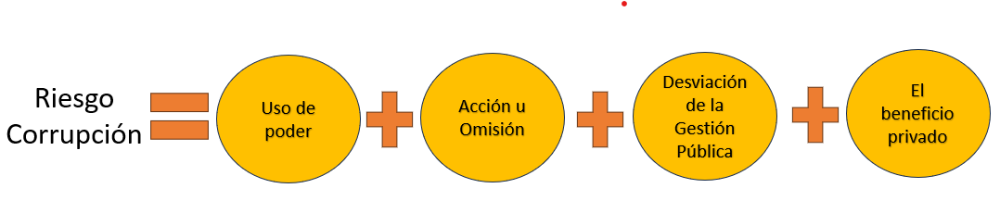 Riesgo
Corrupción
Uso de
poder
Acción u
Omisión
Desviación
de la
Gestión
Pública
El
beneficio
privado